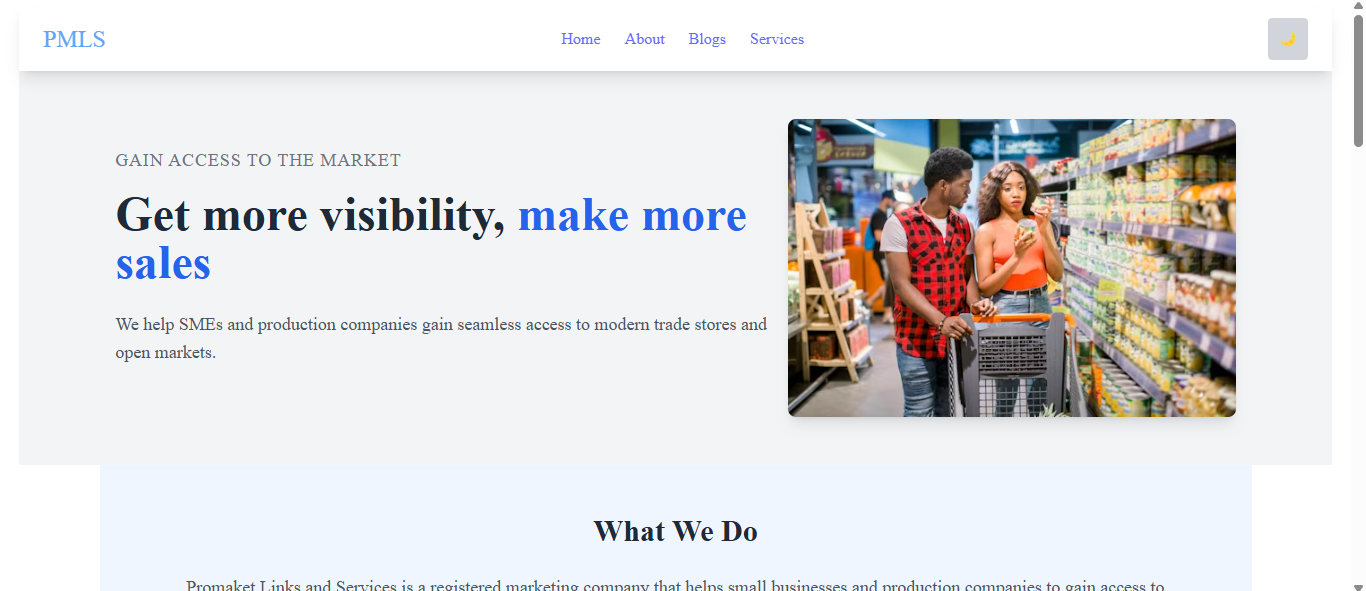 PMLS
Home About Blogs Services
GAIN ACCESS TO THE MARKET
Get more visibility, make more
sales
We help SMEs and production companies gain seamless access to modern trade stores and
open markets.
What We Do
Promaket Links and Services is a registered marketing company that helps small businesses and production companies to gain access to